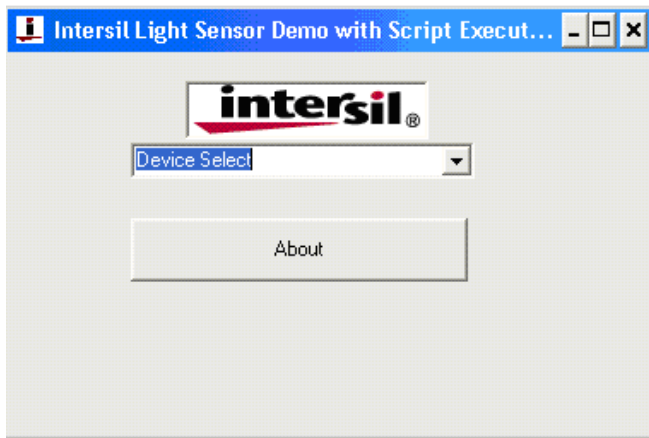 Intersil Light Sensor Demo with Script Execut...
intersil®
Device Select
About